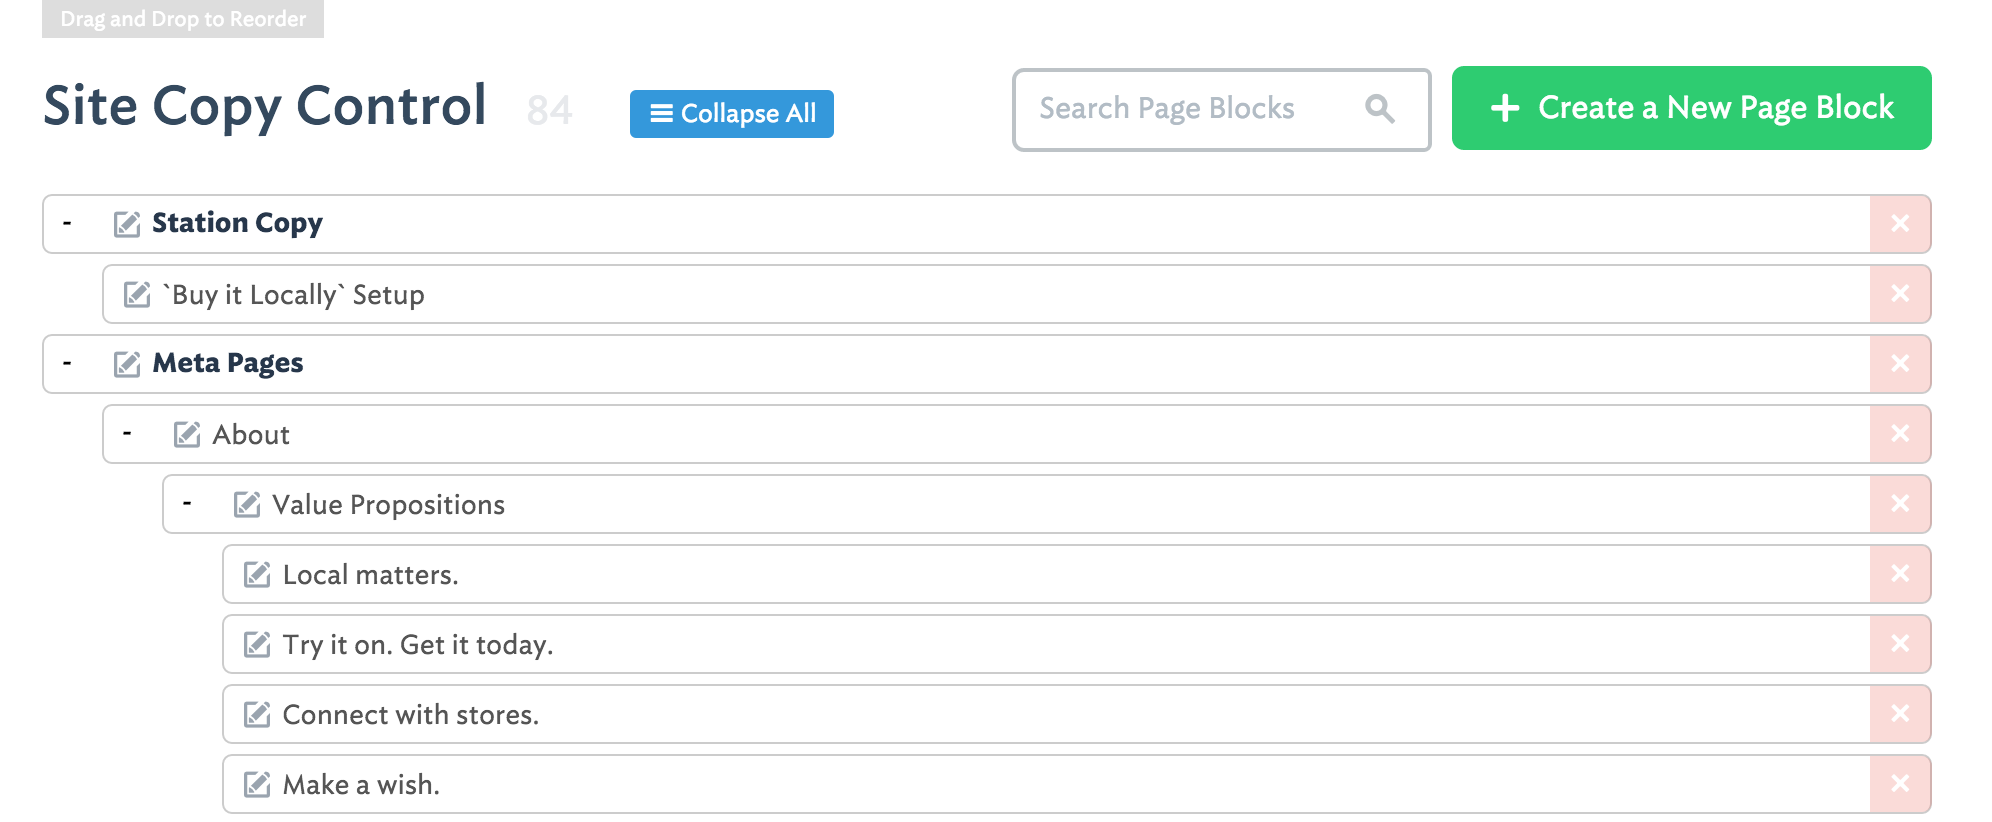 Drag and Drop to Reorder
Site Copy Control 84 Collapse All Search Page Blocks + Create a New Page Block
- Station Copy ×
`Buy it Locally` Setup ×
- Meta Pages ×
- About ×
- Value Propositions ×
Local matters. ×
Try it on. Get it today. ×
Connect with stores. ×
Make a wish. ×